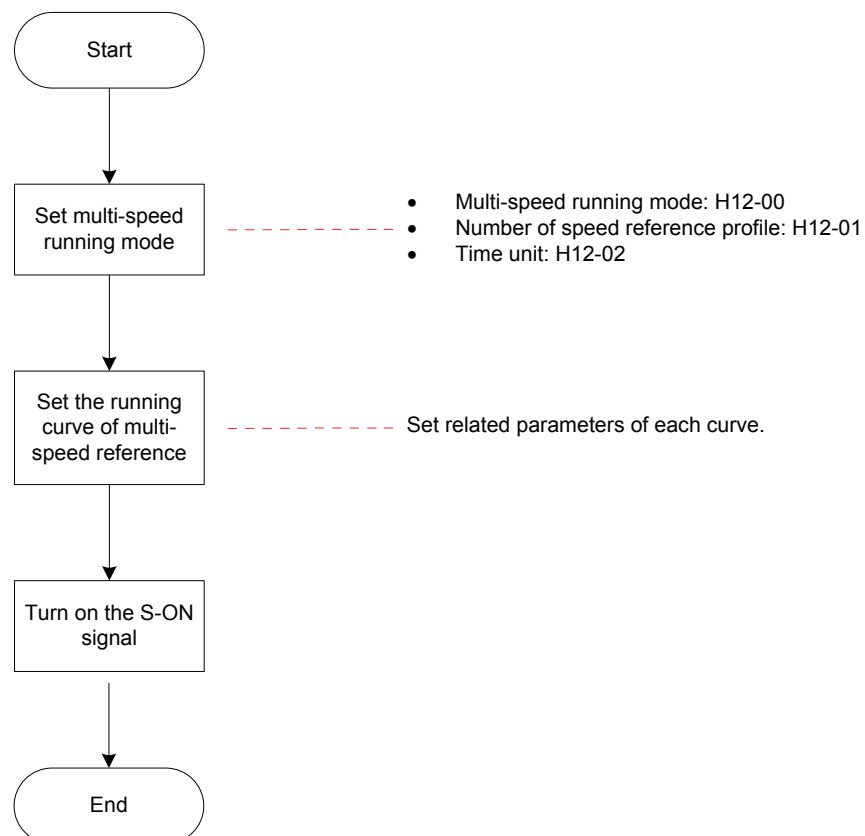 Start
Set multi-speed
running mode
• Multi-speed running mode: H12-00
• Number of speed reference profile: H12-01
• Time unit: H12-02
Set the running
curve of multi-
speed reference
Set related parameters of each curve.
Turn on the S-ON
signal
End